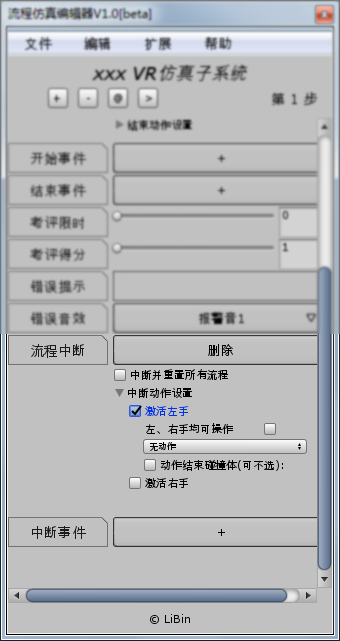 流程仿真编辑器V1.0[beta]
文件 编辑 扩展 帮助
xxx VR仿真子系统
+ - @ > 第 1 步
结束动作设置
开始事件 +
结束事件 +
考评限时 0
考评得分 1
错误提示
错误音效 报警音1
流程中断 删除
中断并重置所有流程
中断动作设置
激活左手
左、右手均可操作
无动作
动作结束碰撞体(可不选):
激活右手
中断事件 +
© LiBin